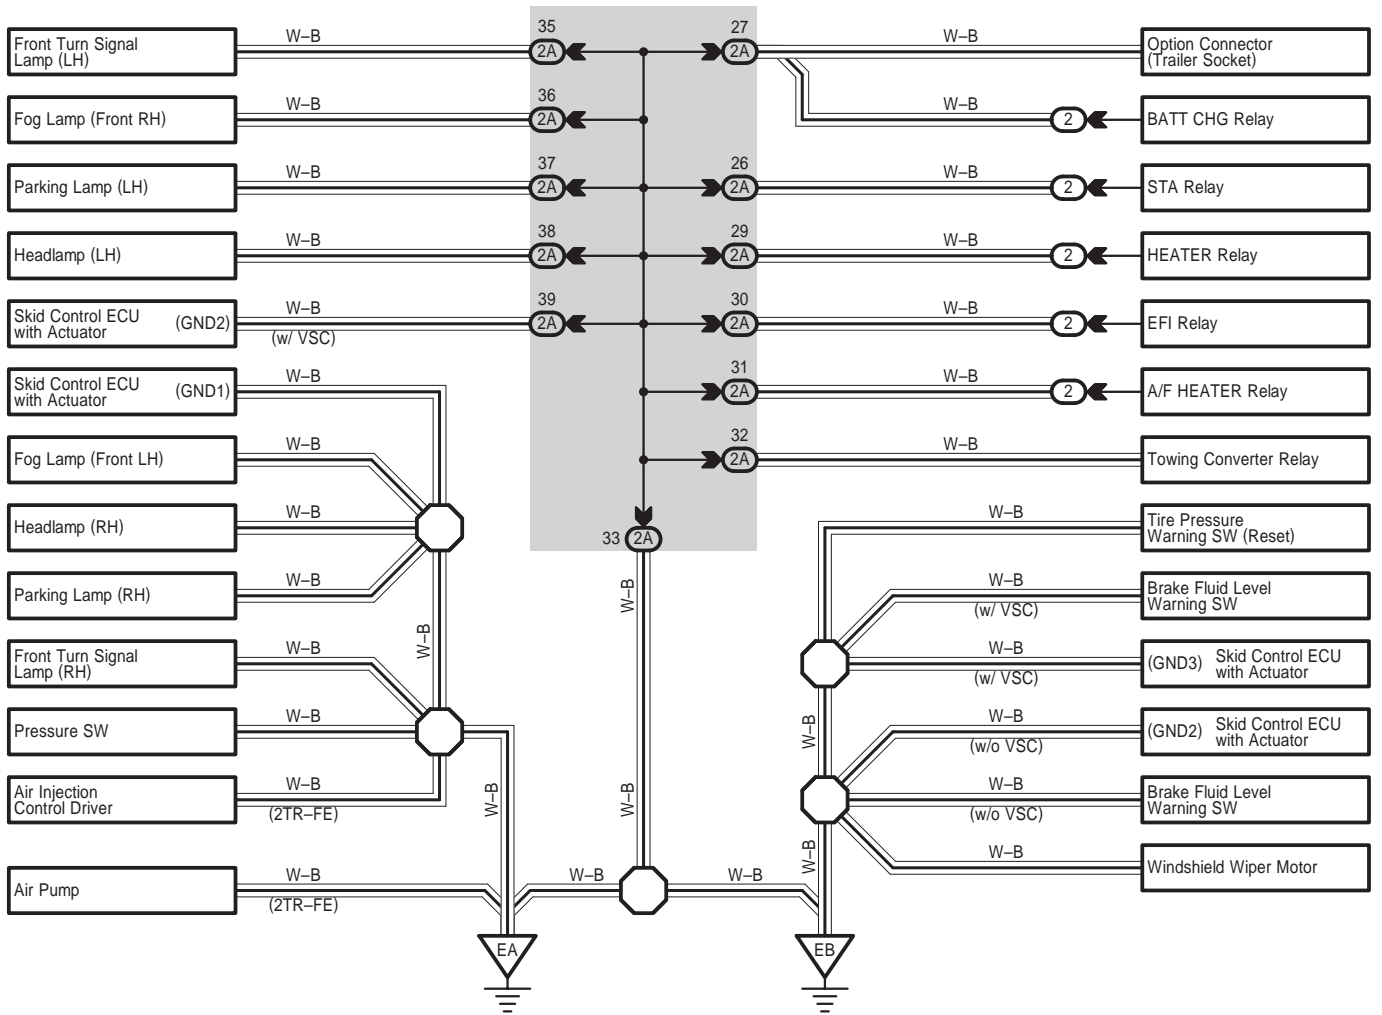 35
27
Front Turn Signal
Lamp (LH)
W–B
2A
2A
W–B
Option Connector
(Trailer Socket)
36
Fog Lamp (Front RH)
W–B
2A
W–B
2
BATT CHG Relay
37
26
Parking Lamp (LH)
W–B
2A
2A
W–B
2
STA Relay
38
29
Headlamp (LH)
W–B
2A
2A
W–B
2
HEATER Relay
39
30
Skid Control ECU
with Actuator
(GND2)
W–B
(w/ VSC)
2A
2A
W–B
2
EFI Relay
31
Skid Control ECU
with Actuator
(GND1)
W–B
2A
W–B
2
A/F HEATER Relay
32
Fog Lamp (Front LH)
W–B
2A
W–B
Towing Converter Relay
Headlamp (RH)
W–B
33
2A
W–B
Tire Pressure
Warning SW (Reset)
Parking Lamp (RH)
W–B
W–B
W–B
(w/ VSC)
Brake Fluid Level
Warning SW
Front Turn Signal
Lamp (RH)
W–B
W–B
W–B
(w/ VSC)
(GND3)
Skid Control ECU
with Actuator
Pressure SW
W–B
W–B
W–B
(w/o VSC)
(GND2)
Skid Control ECU
with Actuator
Air Injection
Control Driver
W–B
(2TR–FE)
W–B
W–B
W–B
(w/o VSC)
Brake Fluid Level
Warning SW
W–B
W–B
Windshield Wiper Motor
Air Pump
W–B
(2TR–FE)
W–B
W–B
EA
EB